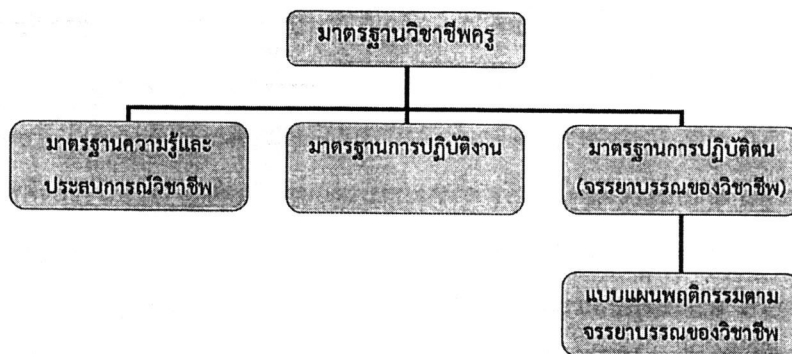 มาตรฐานวิชาชีพครู
มาตรฐานความรู้และ
ประสบการณ์วิชาชีพ
มาตรฐานการปฏิบัติงาน
มาตรฐานการปฏิบัติตน
(จรรยาบรรณของวิชาชีพ)
แบบแผนพฤติกรรมตาม
จรรยาบรรณของวิชาชีพ